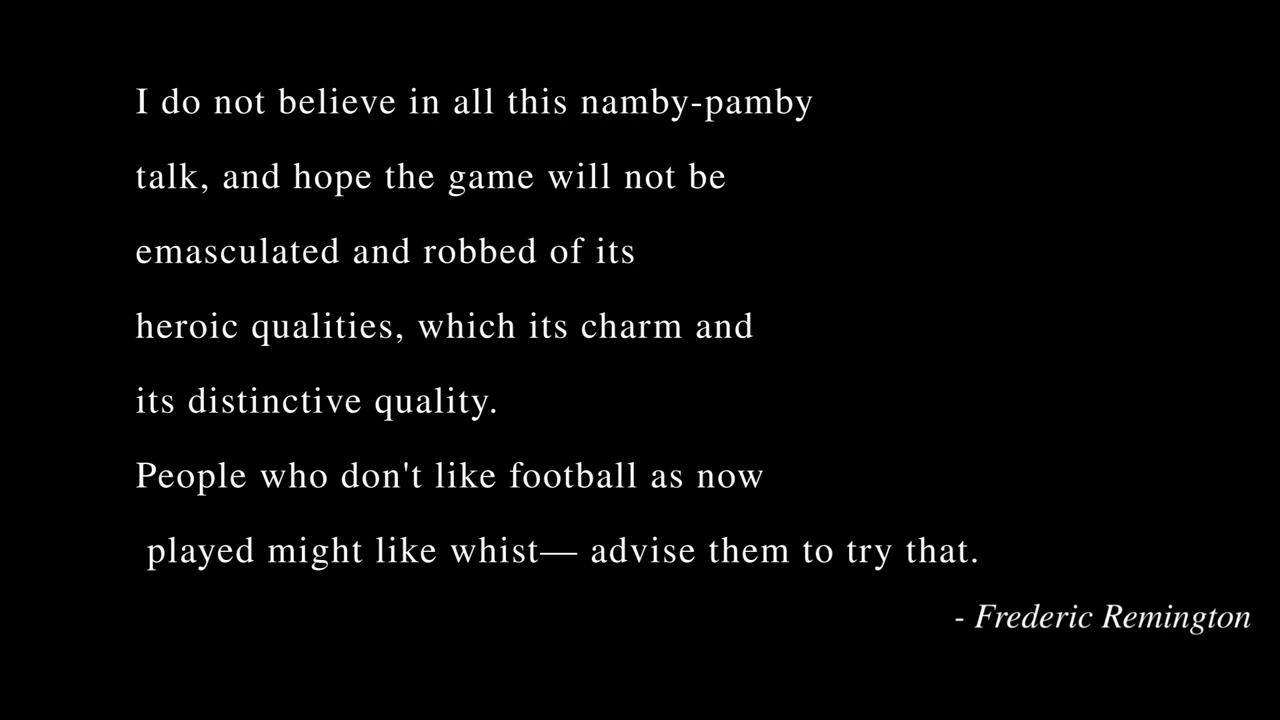 I do not believe in all this namby-pamby
talk, and hope the game will not be
emasculated and robbed of its
heroic qualities, which its charm and
its distinctive quality.
People who don't like football as now
played might like whist— advise them to try that.
- Frederic Remington